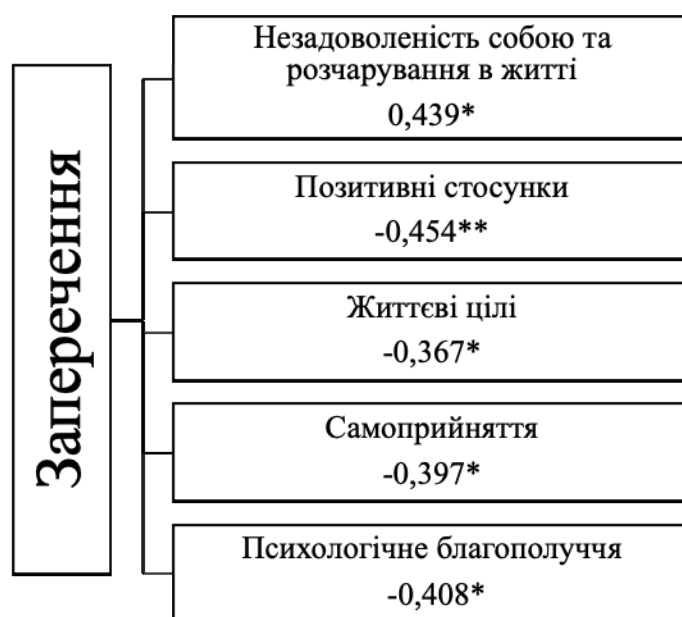 Заперечення
Незадоволеність собою та
розчарування в житті
0,439*
Позитивні стосунки
-0,454**
Життєві цілі
-0,367*
Самоприйняття
-0,397*
Психологічне благополуччя
-0,408*